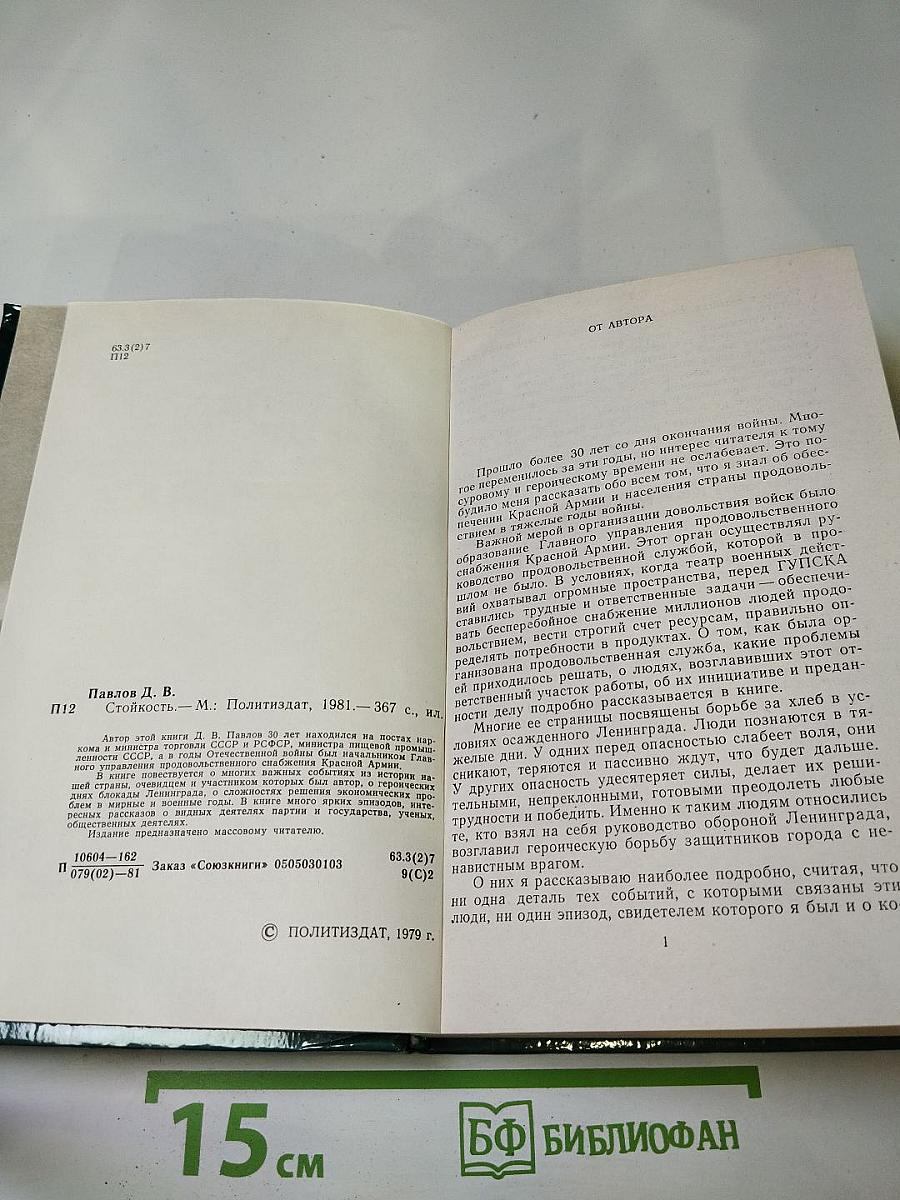 63.3(2)7
П12
Павлов Д. В.
П12 Стойкость.— М.: Политиздат, 1981.— 367 с., ил.
Автор этой книги Д. В. Павлов 30 лет находился на постах нар-
кома и министра торговли СССР и РСФСР, министра пищевой промыш-
ленности СССР, а в годы Отечественной войны был начальником Глав-
ного управления продовольственного снабжения Красной Армии.
В книге повествуется о многих важных событиях из истории на-
шей страны, очевидцем и участником которых был автор, о героических
днях блокады Ленинграда, о сложностях решения экономических про-
блем в мирные и военные годы. В книге много ярких эпизодов, инте-
ресных рассказов о видных деятелях партии и государства, ученых,
общественных деятелях.
Издание предназначено массовому читателю.
П 10604—162
079(02)—81 Заказ «Союзкниги» 0505030103 63.3(2)7
9(С)2
© ПОЛИТИЗДАТ, 1979 г.
ОТ АВТОРА
Прошло более 30 лет со дня окончания войны. Мно-
гое переменилось за эти годы, но интерес читателя к тому
суровому и героическому времени не ослабевает. Это по-
будило меня рассказать обо всем том, что я знал об обес-
печении Красной Армии и населения страны продоволь-
ствием в тяжелые годы войны.
Важной мерой в организации довольствия войск было
образование Главного управления продовольственного
снабжения Красной Армии. Этот орган осуществлял ру-
ководство продовольственной службой, которой в про-
шлом не было. В условиях, когда театр военных дейст-
вий охватывал огромные пространства, перед ГУПСКА
ставились трудные и ответственные задачи — обеспечи-
вать бесперебойное снабжение миллионов людей продо-
вольствием, вести строгий счет ресурсам, правильно оп-
ределять потребности в продуктах. О том, как была ор-
ганизована продовольственная служба, какие проблемы
ей приходилось решать, о людях, возглавивших этот от-
ветственный участок работы, об их инициативе и предан-
ности делу подробно рассказывается в книге.
Многие ее страницы посвящены борьбе за хлеб в ус-
ловиях осажденного Ленинграда. Люди познаются в тя-
желые дни. У одних перед опасностью слабеет воля, они
сникают, теряются и пассивно ждут, что будет дальше.
У других опасность удесятеряет силы, делает их реши-
тельными, непреклонными, готовыми преодолеть любые
трудности и победить. Именно к таким людям относились
те, кто взял на себя руководство обороной Ленинграда,
возглавил героическую борьбу защитников города с не-
навистным врагом.
О них я рассказываю наиболее подробно, считая, что
ни одна деталь тех событий, с которыми связаны эти
люди, ни один эпизод, свидетелем которого я был и о ко-
1
15 см
БФ БИБЛИОФАН